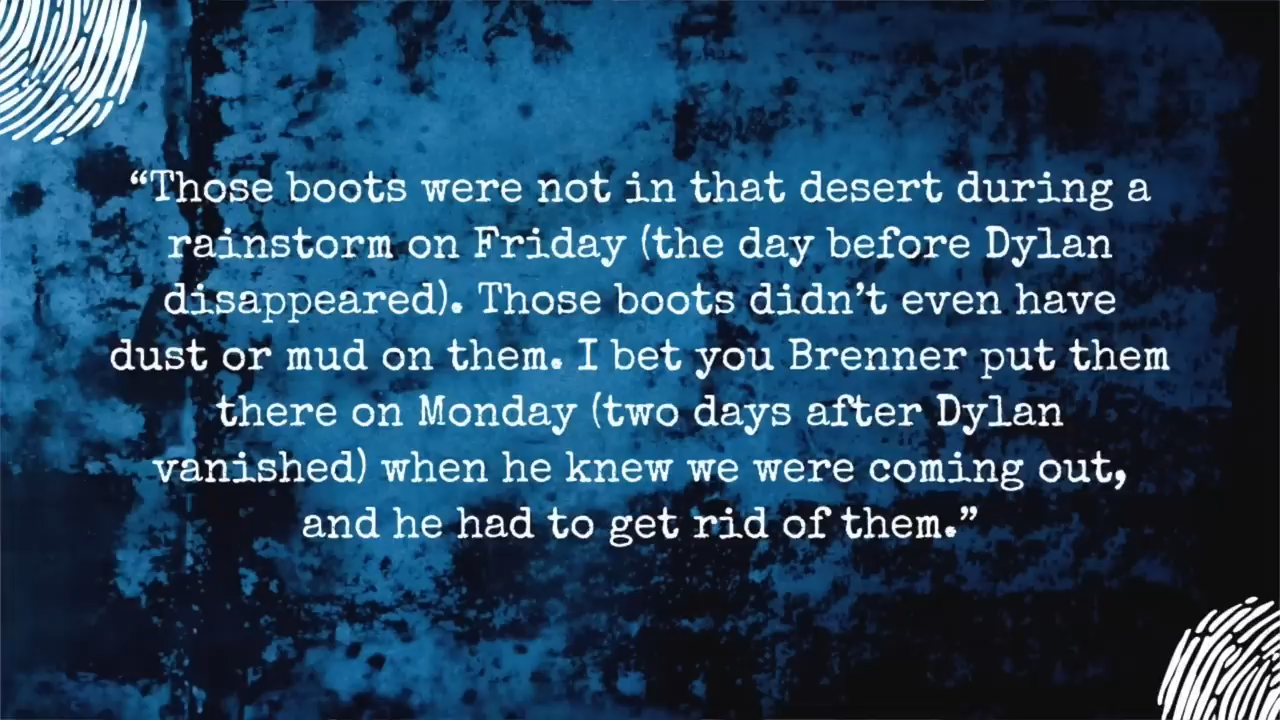 “Those boots were not in that desert during a
rainstorm on Friday (the day before Dylan
disappeared). Those boots didn’t even have
dust or mud on them. I bet you Brenner put them
there on Monday (two days after Dylan
vanished) when he knew we were coming out,
and he had to get rid of them.”